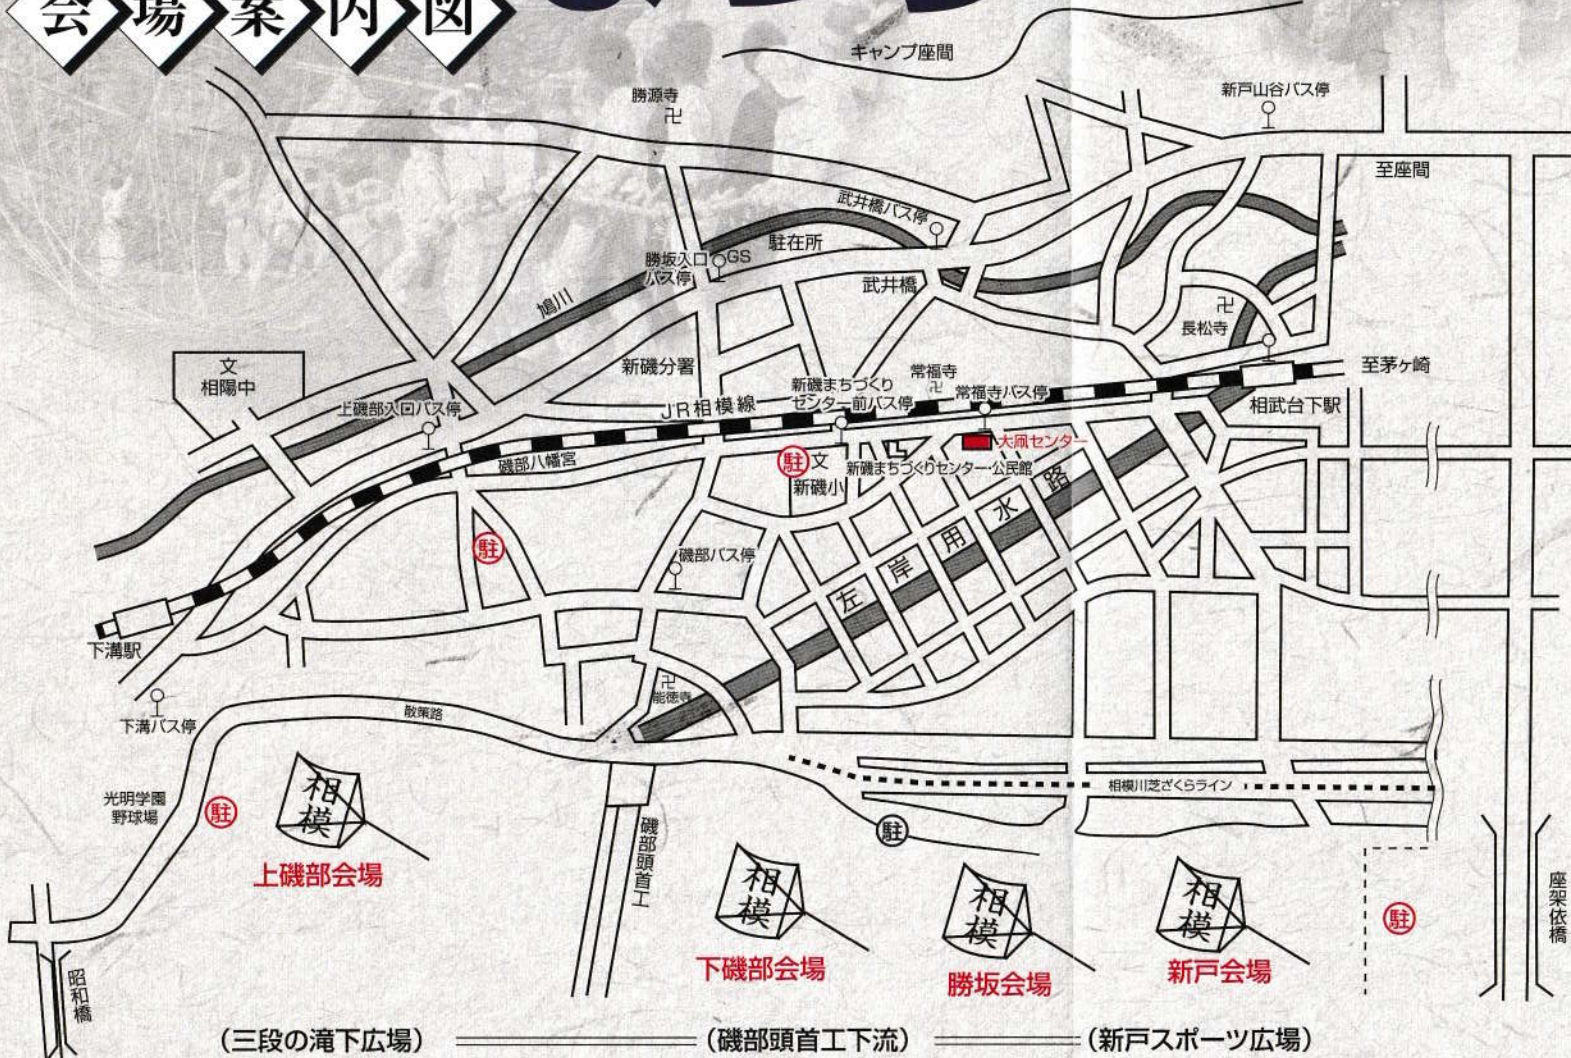 会場案内図
キャンプ座間
勝源寺
卍
新戸山谷バス停
至座間
武井橋バス停
駐在所
勝坂入口
バス停
GS
武井橋
鳩川
卍
長松寺
文
相陽中
新磯分署
新磯まちづくり
センター前バス停
常福寺
卍
常福寺バス停
至茅ヶ崎
上磯部入口バス停
JR相模線
相武台下駅
大凧センター
磯部八幡宮
駐
文
新磯小
新磯まちづくりセンター・公民館
駐
磯部バス停
左岸用水路
下溝駅
卍
能徳寺
下溝バス停
散策路
相模川芝ざくらライン
光明学園
野球場
駐
相模
上磯部会場
磯部頭首工
駐
相模
下磯部会場
相模
勝坂会場
相模
新戸会場
駐
座架依橋
昭和橋
(三段の滝下広場)
(磯部頭首工下流)
(新戸スポーツ広場)